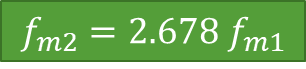 f_{m2} = 2.678 f_{m1}